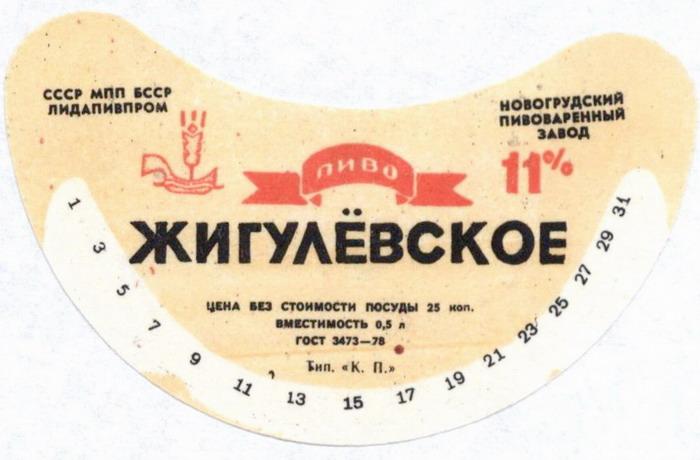 СССР МПП БССР
ЛИДАПИВПРОМ
НОВОГРУДСКИЙ
ПИВОВАРЕННЫЙ
ЗАВОД
11%
ПИВО
ЖИГУЛЁВСКОЕ
ЦЕНА БЕЗ СТОИМОСТИ ПОСУДЫ 25 коп.
ВМЕСТИМОСТЬ 0,5 л
ГОСТ 3473—78
Тип. «К. П.»
1 3 5 7 9 11 13 15 17 19 21 23 25 27 29 31